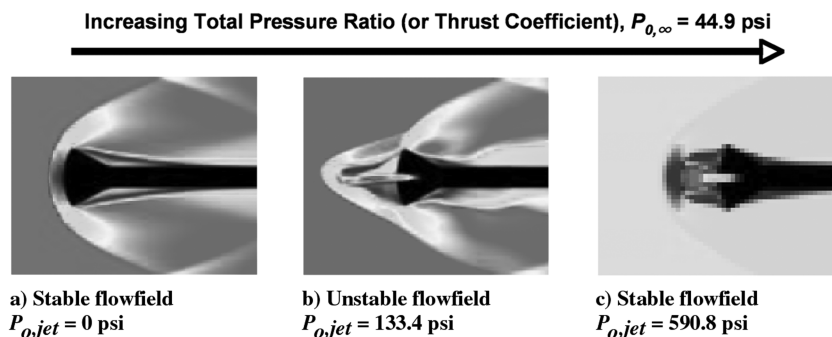 Increasing Total Pressure Ratio (or Thrust Coefficient), P0,∞ = 44.9 psi
a) Stable flowfield
Po,jet = 0 psi
b) Unstable flowfield
Po,jet = 133.4 psi
c) Stable flowfield
Po,jet = 590.8 psi